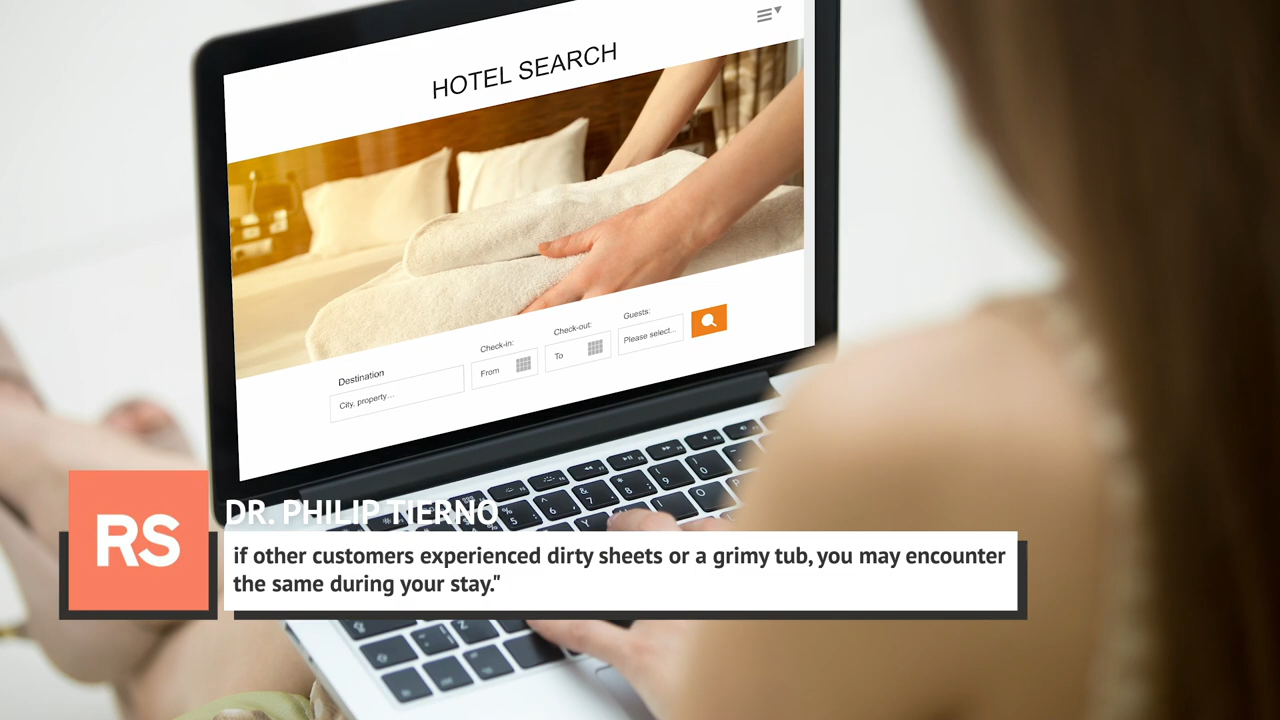 HOTEL SEARCH
Destination
City, property...
Check-in:
From
Check-out:
To
Guests:
Please select...
RS
DR. PHILIP TIERNO
if other customers experienced dirty sheets or a grimy tub, you may encounter
the same during your stay."